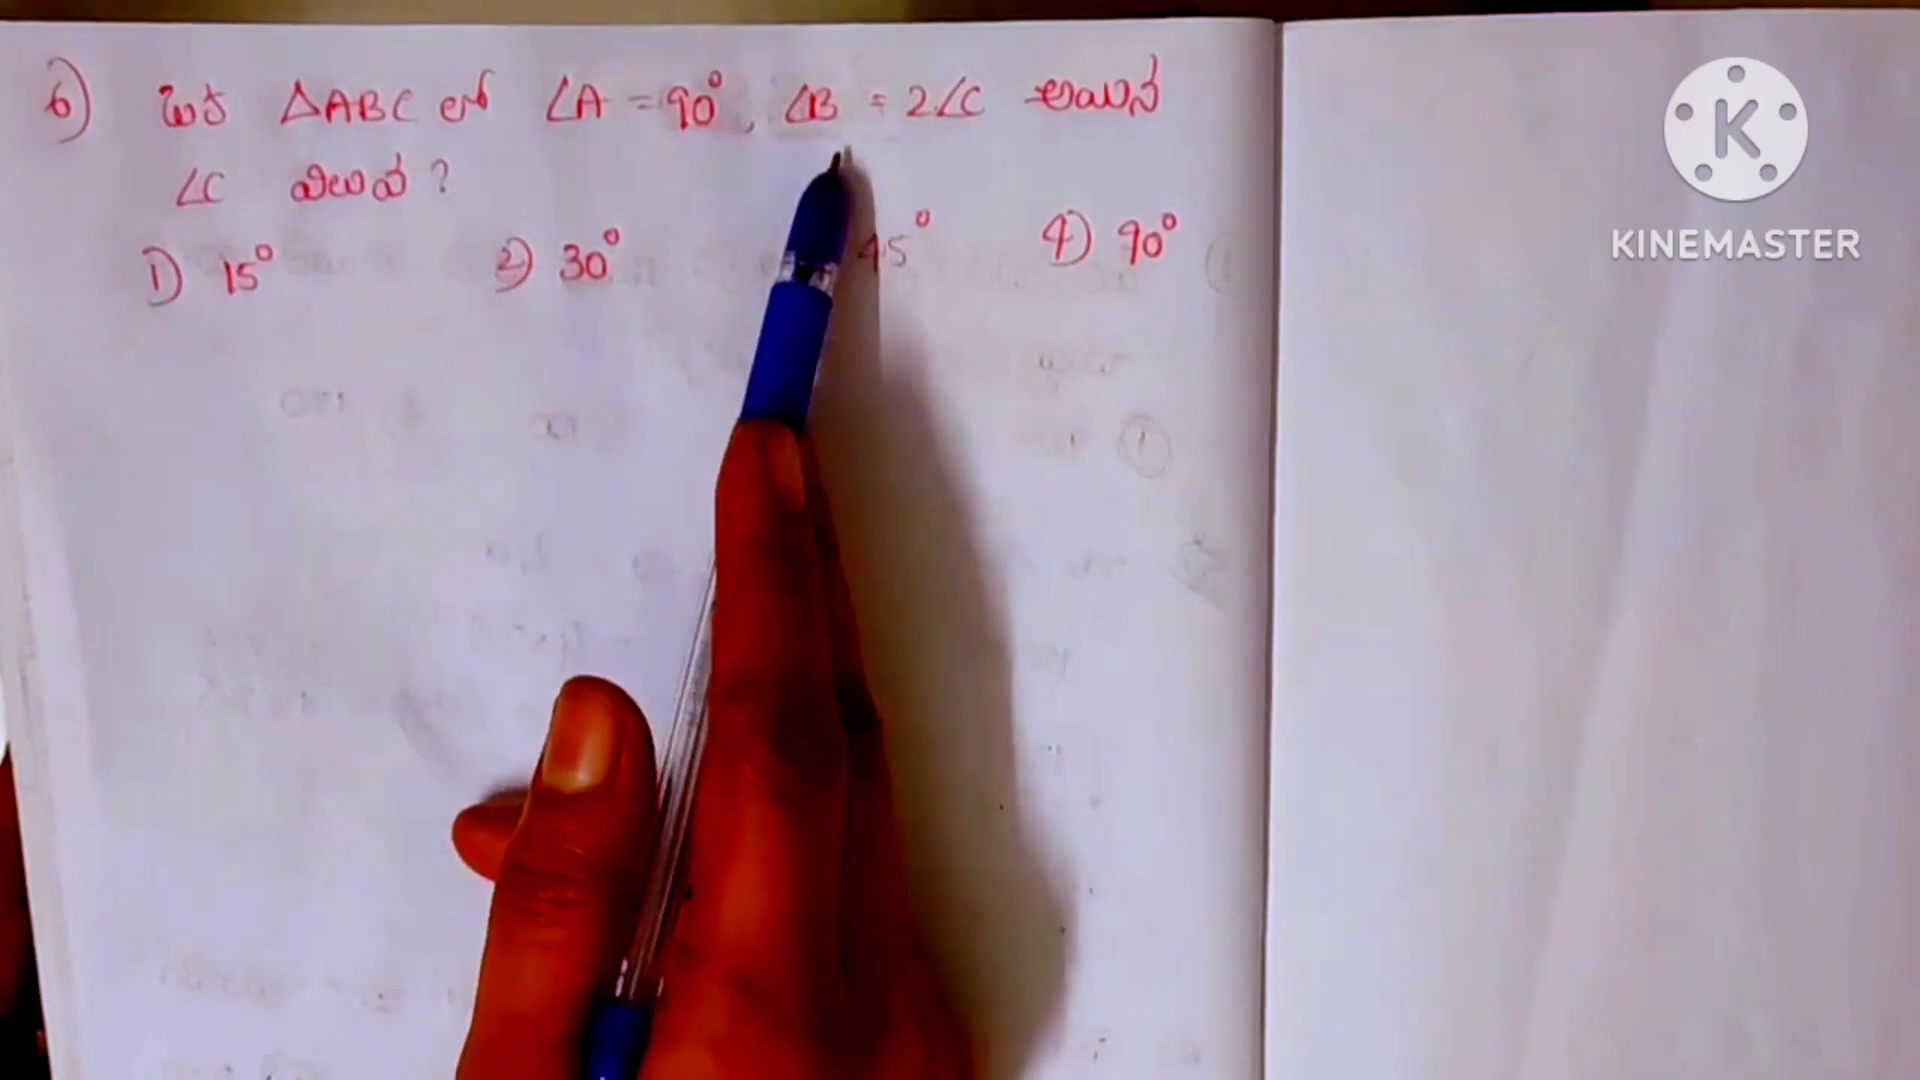 6) ఒక ΔABC లో ∠A = 90°, ∠B = 2∠C అయిన
∠C విలువ ?
1) 15° 2) 30° 45° 4) 90°
KINEMASTER